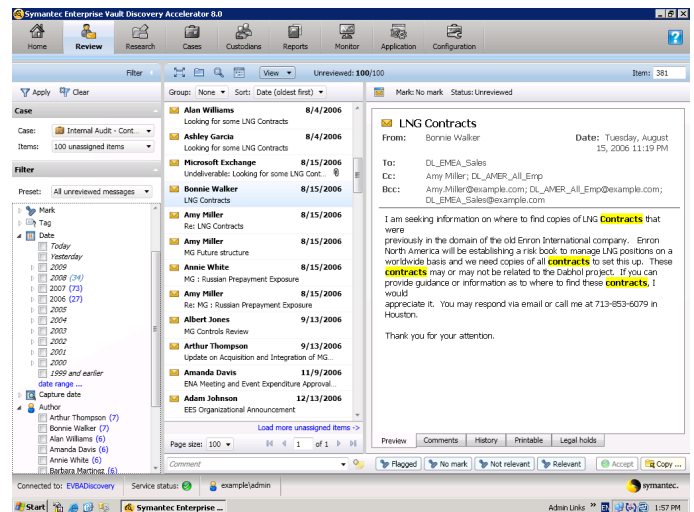 Symantec Enterprise Vault Discovery Accelerator 8.0
Home Review Research Cases Custodians Reports Monitor Application Configuration
Filter View Unreviewed: 100/100 Item: 381
Apply Clear
Group: None Sort: Date (oldest first)
Mark: No mark Status: Unreviewed
Case
Case: Internal Audit - Cont...
Items: 100 unassigned items
Filter
Preset: All unreviewed messages
Mark
Tag
Date
Today
Yesterday
2009
2008 (34)
2007 (73)
2006 (27)
2005
2004
2003
2002
2001
2000
1999 and earlier
date range ...
Capture date
Author
Arthur Thompson (7)
Bonnie Walker (7)
Alan Williams (6)
Amanda Davis (6)
Annie White (6)
Barbara Martinez (6)
Alan Williams 8/4/2006
Looking for some LNG Contracts
Ashley Garcia 8/4/2006
Looking for some LNG Contracts
Microsoft Exchange 8/15/2006
Undeliverable: Looking for some LNG Cont...
Bonnie Walker 8/15/2006
LNG Contracts
Amy Miller 8/15/2006
Re: LNG Contracts
Amy Miller 8/15/2006
MG Future structure
Annie White 8/15/2006
MG : Russian Prepayment Exposure
Amy Miller 8/15/2006
Re: MG : Russian Prepayment Exposure
Albert Jones 9/13/2006
MG Controls Review
Arthur Thompson 9/13/2006
Update on Acquisition and Integration of MG...
Amanda Davis 11/9/2006
ENA Meeting and Event Expenditure Approval...
Adam Johnson 12/13/2006
EES Organizational Announcement
Load more unassigned items ->
Page size: 100 1 of 1
Comment
LNG Contracts
From: Bonnie Walker Date: Tuesday, August
15, 2006 11:19 PM
To: DL_EMEA_Sales
Cc: Amy Miller; DL_AMER_All_Emp
Bcc: Amy.Miller@example.com; DL_AMER_All_Emp@example.com;
DL_EMEA_Sales@example.com
I am seeking information on where to find copies of LNG Contracts that
were
previously in the domain of the old Enron International company. Enron
North America will be establishing a risk book to manage LNG positions on a
worldwide basis and we need copies of all contracts to set this up. These
contracts may or may not be related to the Dabhol project. If you can
provide guidance or information as to where to find these contracts, I
would
appreciate it. You may respond via email or call me at 713-853-6079 in
Houston.
Thank you for your attention.
Preview Comments History Printable Legal holds
Flagged No mark Not relevant Relevant Accept Copy ...
Connected to: EVBADiscovery Service status: example\admin symantec.
Start Symantec Enterprise ... Admin Links 1:57 PM